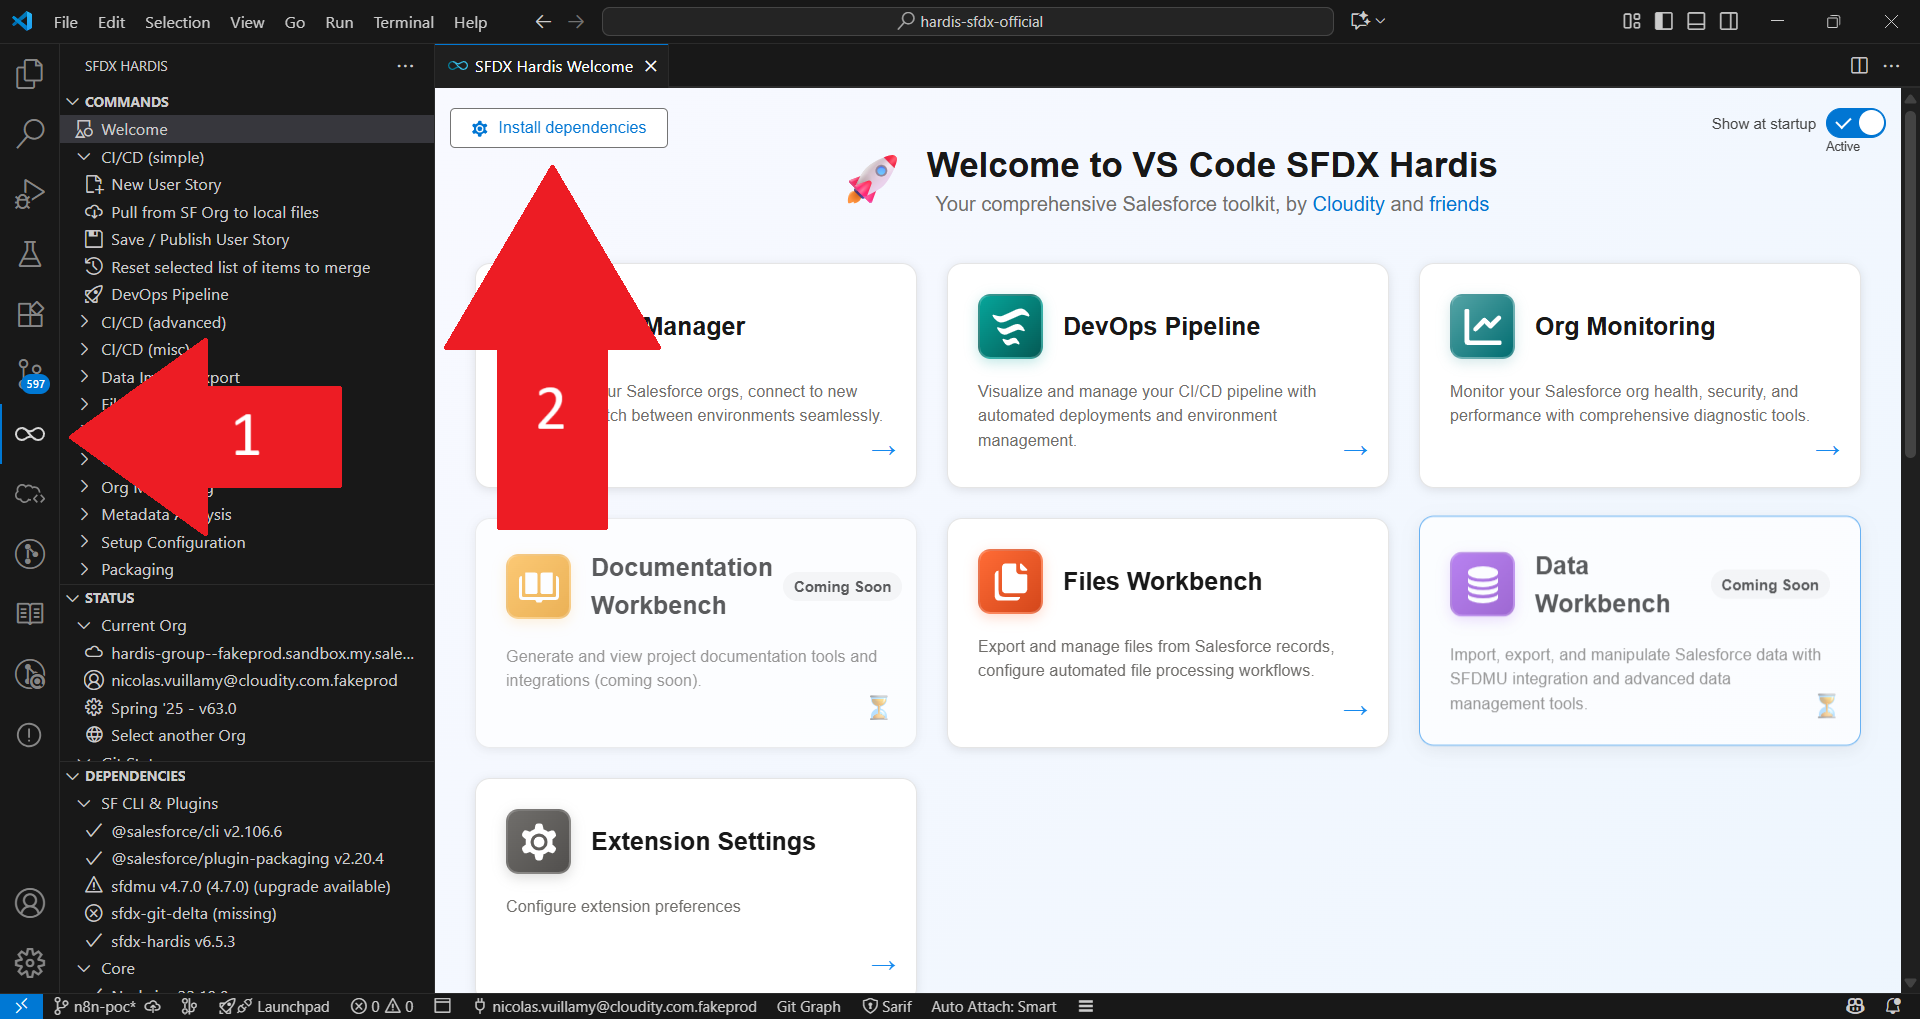 File Edit Selection View Go Run Terminal Help
hardis-sfdx-official
SFDX HARDIS
SFDX Hardis Welcome
COMMANDS
Welcome
CI/CD (simple)
New User Story
Pull from SF Org to local files
Save / Publish User Story
Reset selected list of items to merge
DevOps Pipeline
CI/CD (advanced)
CI/CD (misc)
Data
597
1
Org
Metadata
Setup Configuration
Packaging
STATUS
Current Org
hardis-group--fakeprod.sandbox.my.sale...
nicolas.vuillamy@cloudity.com.fakeprod
Spring '25 - v63.0
Select another Org
DEPENDENCIES
SF CLI & Plugins
@salesforce/cli v2.106.6
@salesforce/plugin-packaging v2.20.4
sfdmu v4.7.0 (4.7.0) (upgrade available)
sfdx-git-delta (missing)
sfdx-hardis v6.5.3
Core
Install dependencies
Show at startup
Active
Welcome to VS Code SFDX Hardis
Your comprehensive Salesforce toolkit, by Cloudity and friends
2
Manager
Salesforce orgs, connect to new
between environments seamlessly.
DevOps Pipeline
Visualize and manage your CI/CD pipeline with
automated deployments and environment
management.
Org Monitoring
Monitor your Salesforce org health, security, and
performance with comprehensive diagnostic tools.
Documentation
Workbench
Coming Soon
Generate and view project documentation tools and
integrations (coming soon).
Files Workbench
Export and manage files from Salesforce records,
configure automated file processing workflows.
Data
Workbench
Coming Soon
Import, export, and manipulate Salesforce data with
SFDMU integration and advanced data
management tools.
Extension Settings
Configure extension preferences
n8n-poc* Launchpad 0 0 nicolas.vuillamy@cloudity.com.fakeprod Git Graph Sarif Auto Attach: Smart